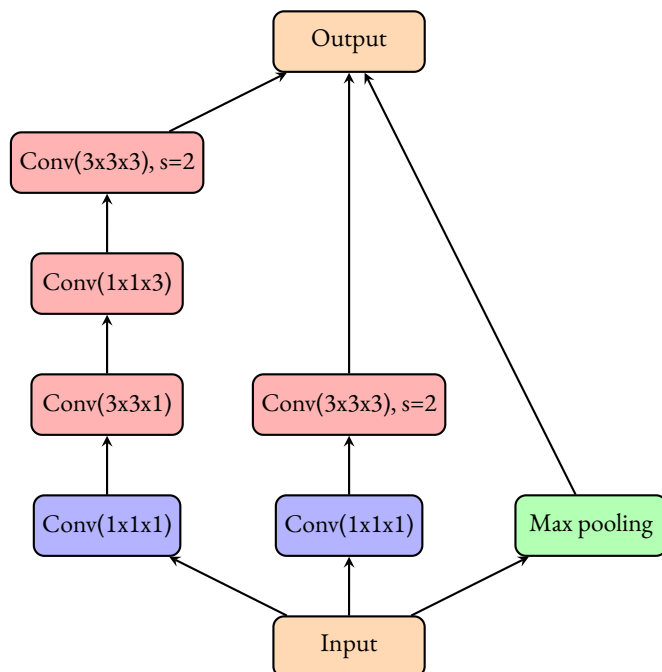 Output
Conv(3x3x3), s=2
Conv(1x1x3)
Conv(3x3x1)
Conv(3x3x3), s=2
Conv(1x1x1)
Conv(1x1x1)
Max pooling
Input